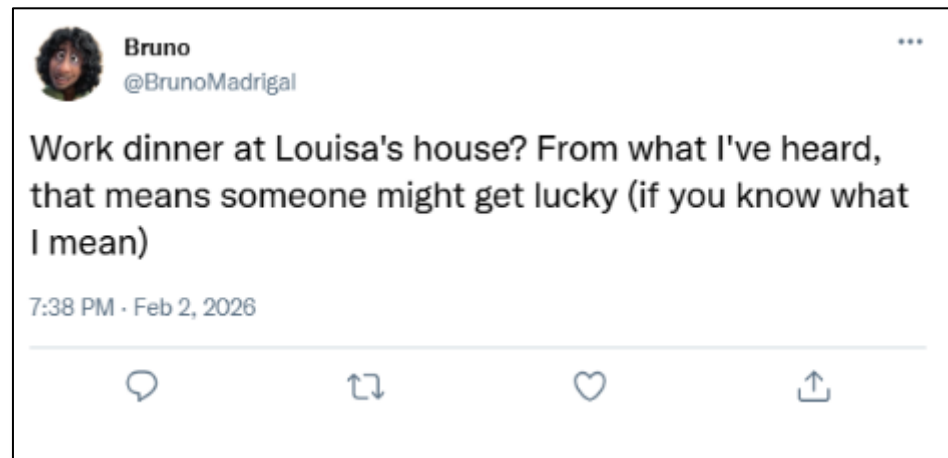 Bruno
@BrunoMadrigal
Work dinner at Louisa's house? From what I've heard,
that means someone might get lucky (if you know what
I mean)
7:38 PM · Feb 2, 2026